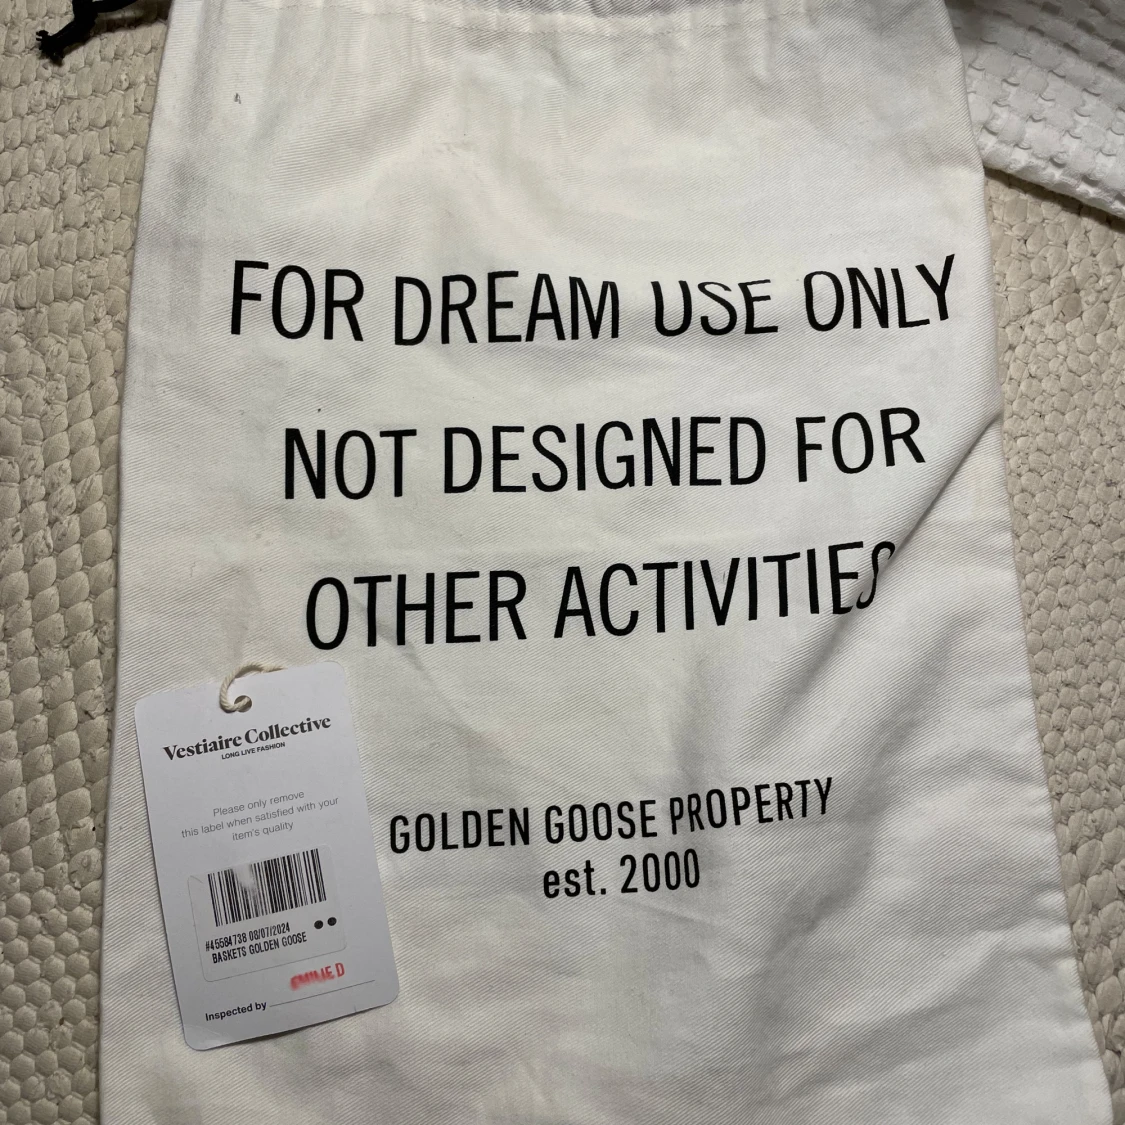 FOR DREAM USE ONLY
NOT DESIGNED FOR
OTHER ACTIVITIES
GOLDEN GOOSE PROPERTY
est. 2000
Vestiaire Collective
LONG LIVE FASHION
Please only remove
this label when satisfied with your
item's quality
#45584738 08/07/2024
BASKETS GOLDEN GOOSE
EMILIE D
Inspected by